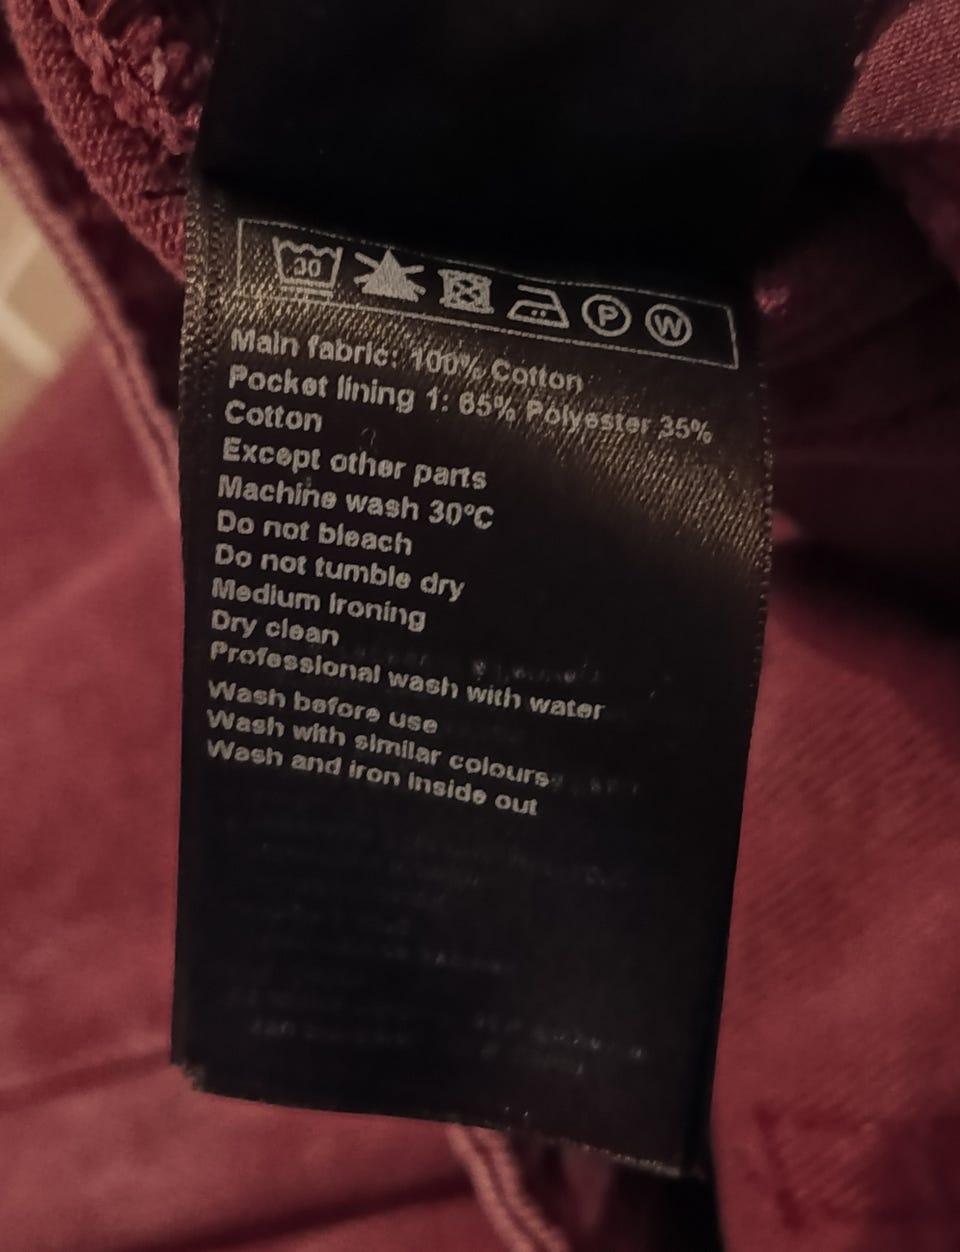 30 P W
Main fabric: 100% Cotton
Pocket lining 1: 65% Polyester 35%
Cotton
Except other parts
Machine wash 30ºC
Do not bleach
Do not tumble dry
Medium ironing
Dry clean
Professional wash with water
Wash before use
Wash with similar colours
Wash and iron inside out